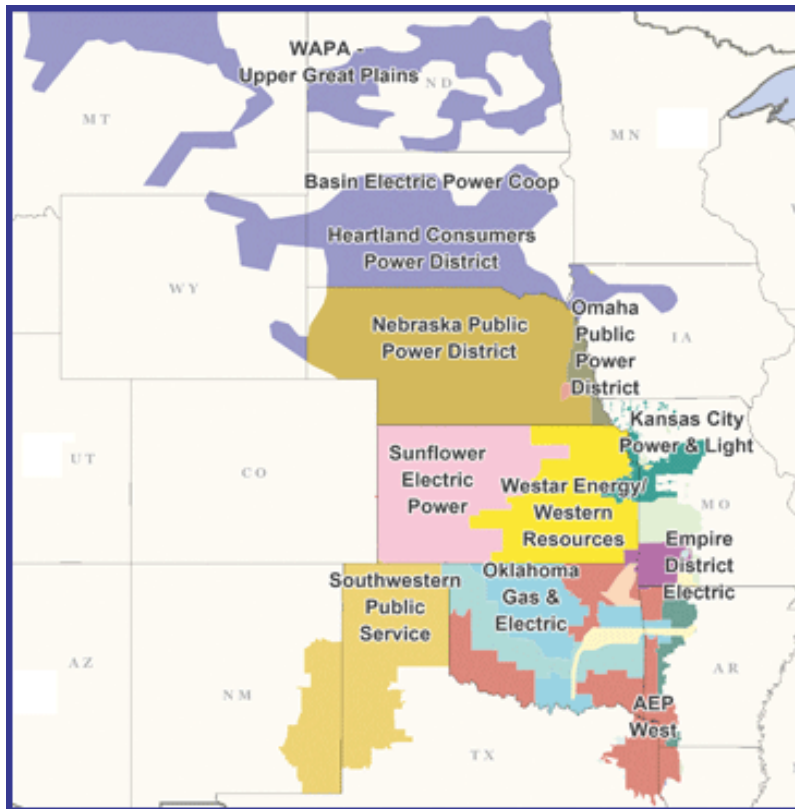 WAPA -
Upper Great Plains
ND
MT
MN
Basin Electric Power Coop
Heartland Consumers
Power District
WY
Omaha
Public
Power
District
Nebraska Public
Power District
IA
Kansas City
Power & Light
Sunflower
Electric
Power
UT
CO
Westar Energy/
Western
Resources
MO
Empire
District
Electric
Southwestern
Public
Service
Oklahoma
Gas &
Electric
AZ
NM
AR
AEP
West
TX